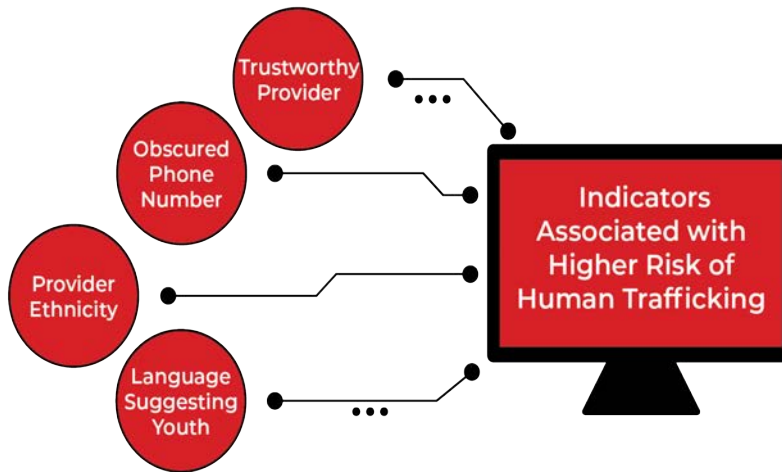 Trustworthy
Provider
Obscured
Phone
Number
Provider
Ethnicity
Language
Suggesting
Youth
Indicators
Associated with
Higher Risk of
Human Trafficking